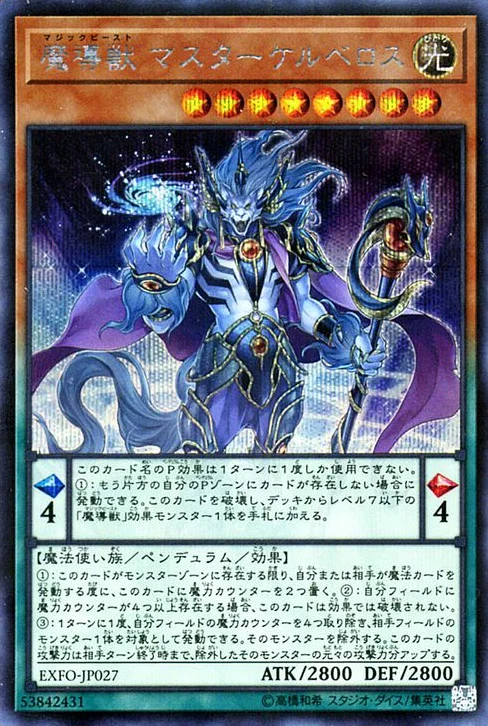 マジックビースト
魔導獣 マスターケルベロス
光
このカード名のP効果は1ターンに1度しか使用できない。
①：もう片方の自分のPゾーンにカードが存在しない場合に
発動できる。このカードを破壊し、デッキからレベル7以下の
「魔導獣」効果モンスター1体を手札に加える。
4
4
【魔法使い族／ペンデュラム／効果】
①：このカードがモンスターゾーンに存在する限り、自分または相手が魔法カードを
発動する度に、このカードに魔力カウンターを2つ置く。②：自分フィールドに
魔力カウンターが4つ以上存在する場合、このカードは効果では破壊されない。
③：1ターンに1度、自分フィールドの魔力カウンターを4つ取り除き、相手フィールドの
モンスター1体を対象として発動できる。そのモンスターを除外する。このカードの
攻撃力は相手ターン終了時まで、除外したそのモンスターの元々の攻撃力分アップする。
EXFO-JP027
ATK/2800 DEF/2800
53842431
©高橋和希 スタジオ・ダイス/集英社